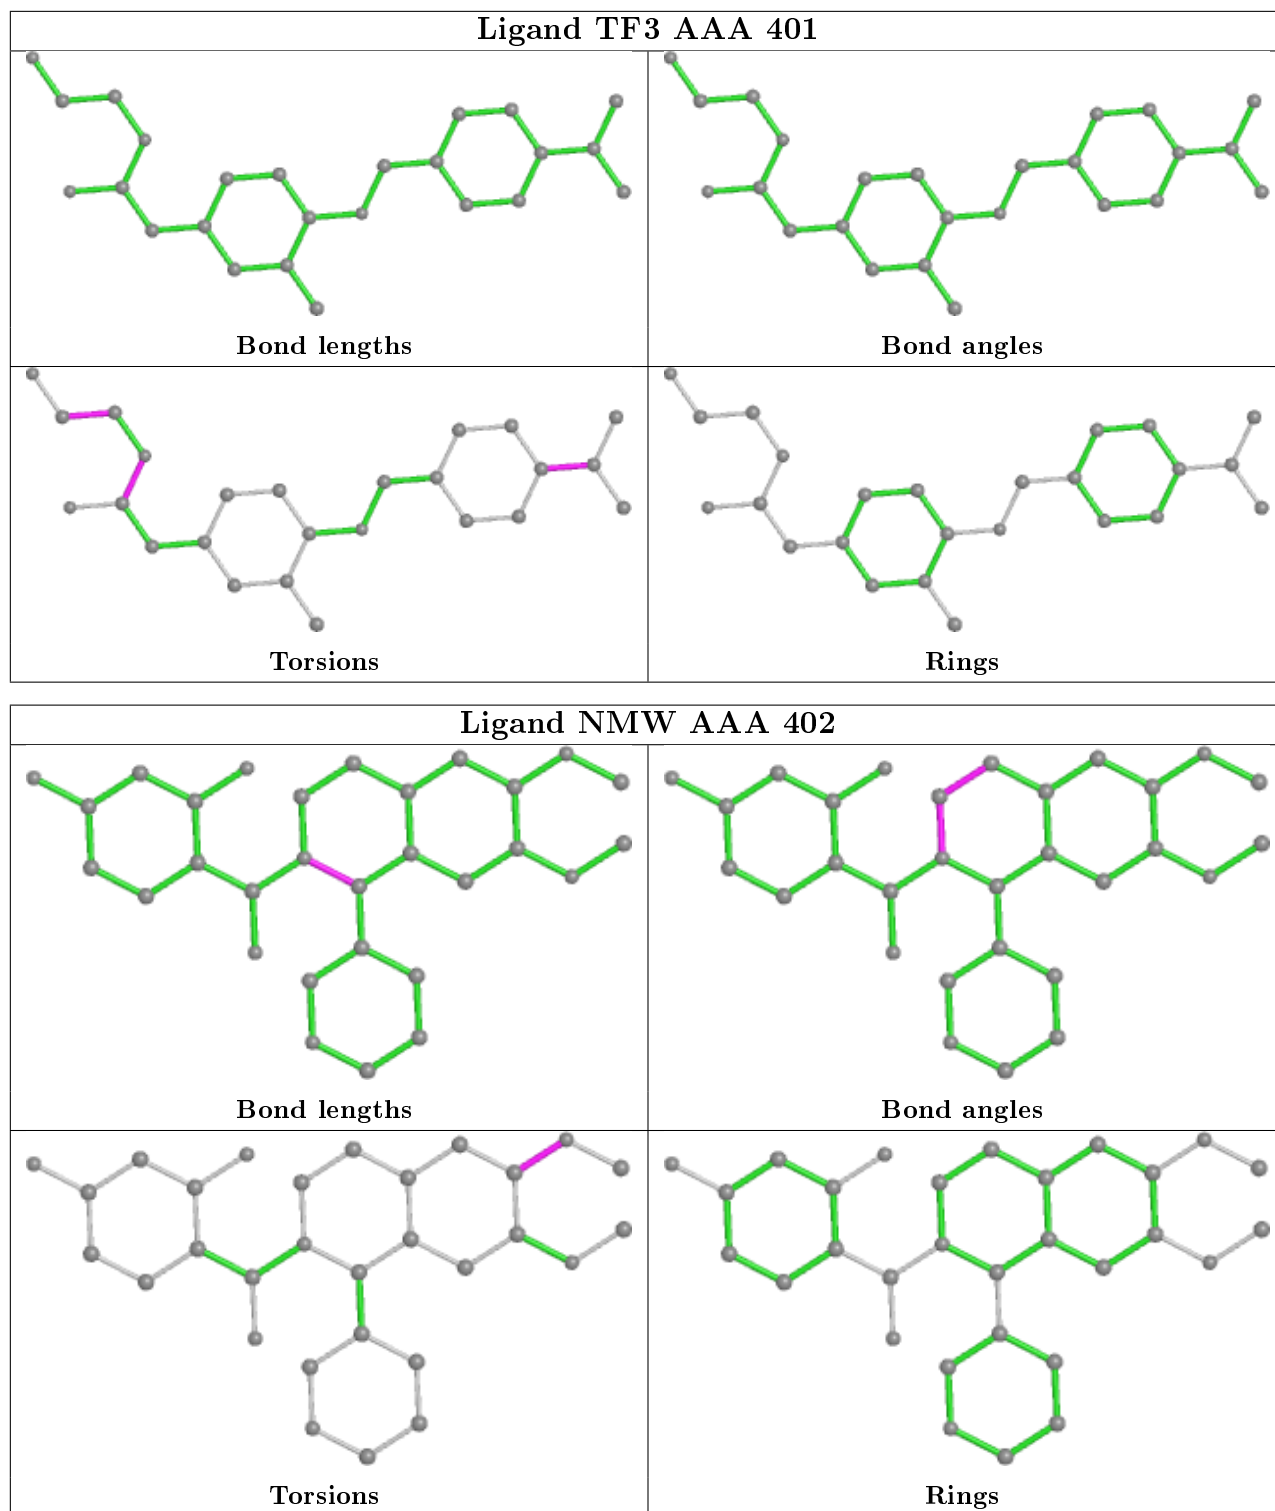 Ligand TF3 AAA 401
Bond lengths
Bond angles
Torsions
Rings
Ligand NMW AAA 402
Bond lengths
Bond angles
Torsions
Rings